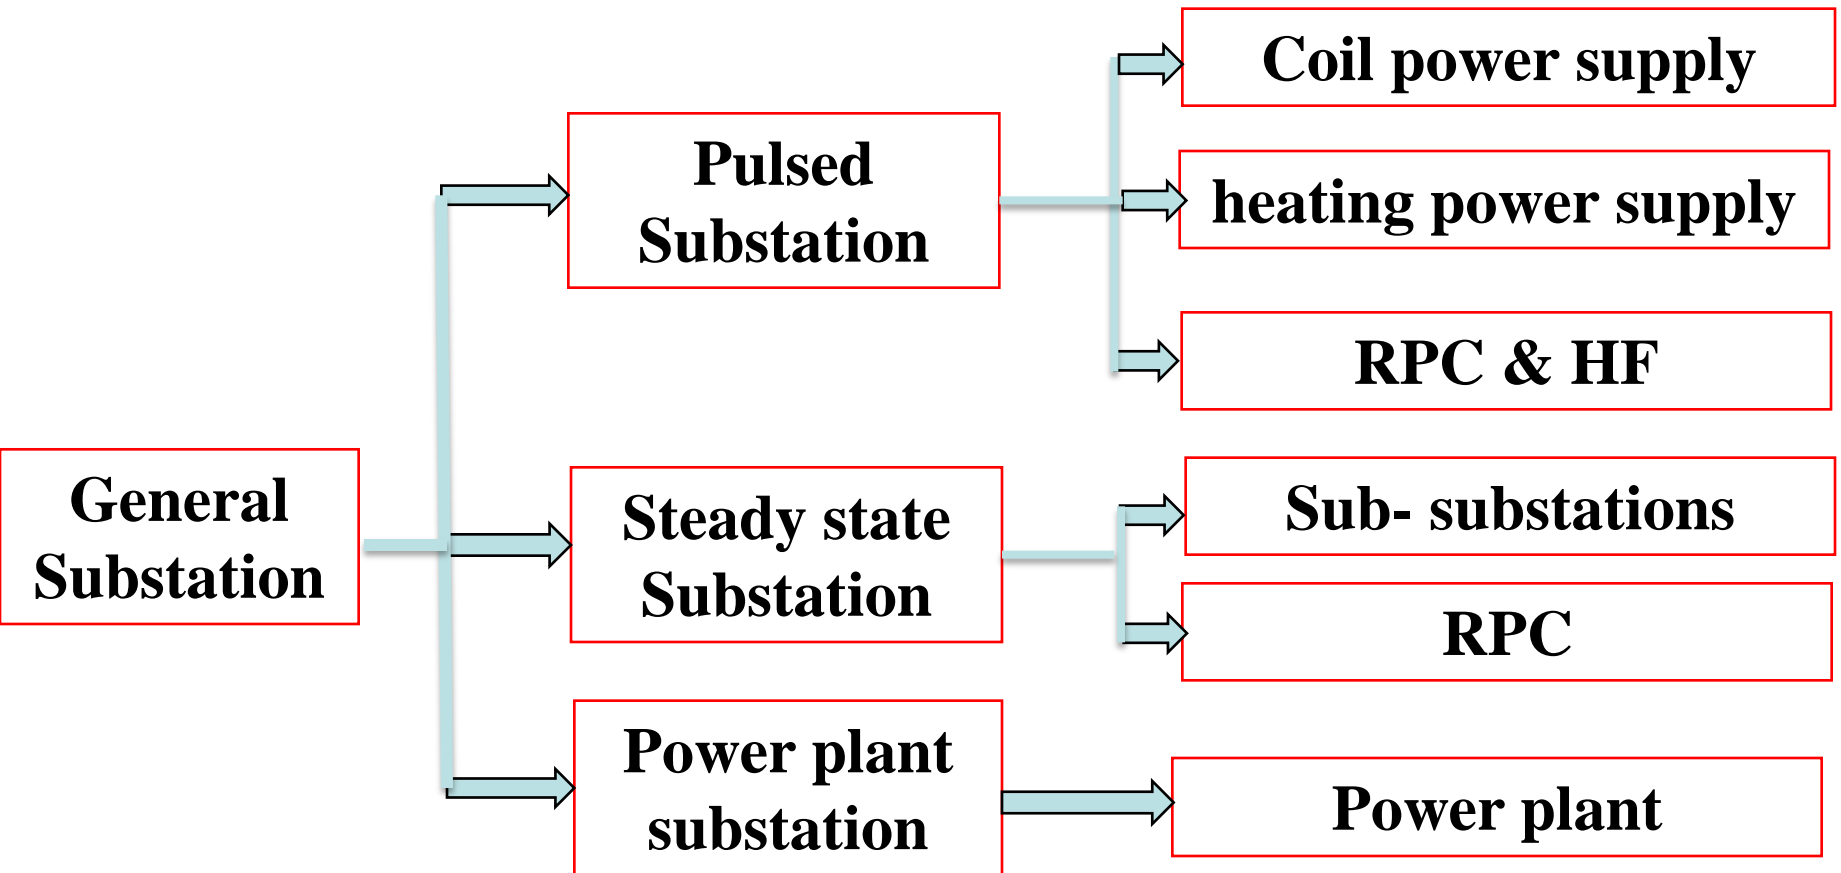 Coil power supply
Pulsed
Substation
heating power supply
RPC & HF
General
Substation
Steady state
Substation
Sub- substations
RPC
Power plant
substation
Power plant